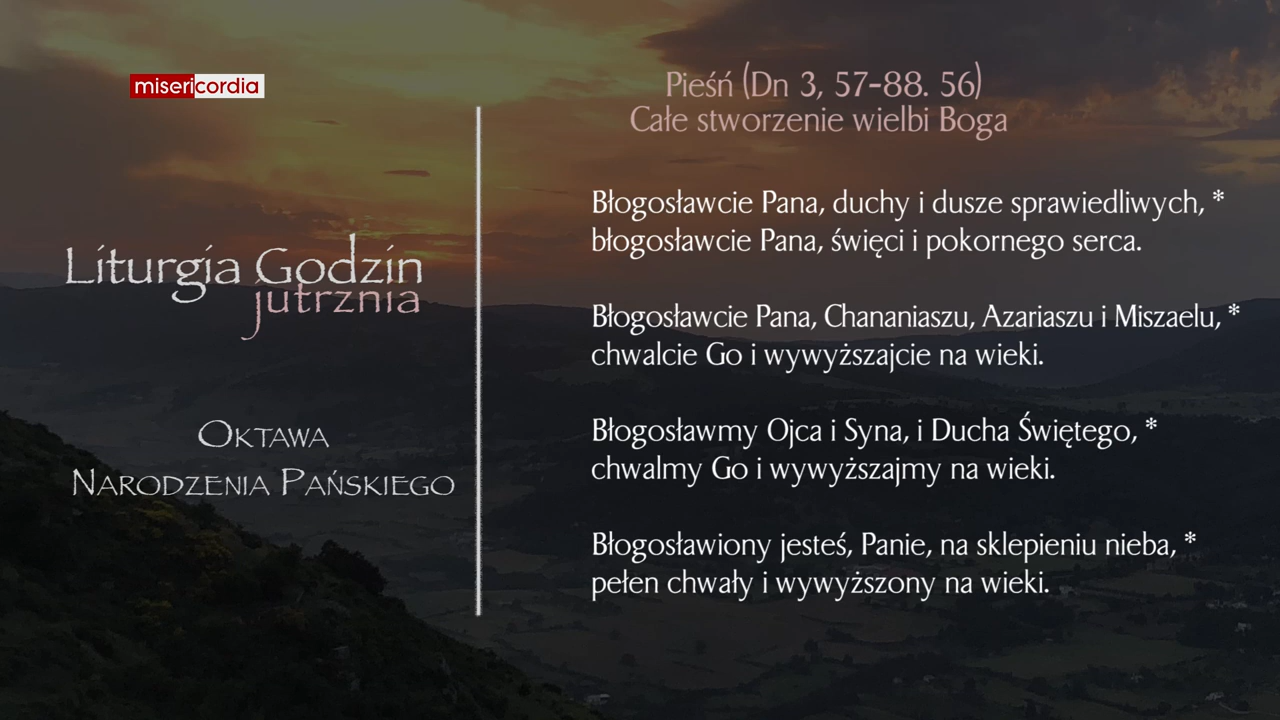 misericordia
Liturgia Godzin
jutrznia
Oktawa
Narodzenia Pańskiego
Pieśń (Dn 3, 57-88. 56)
Całe stworzenie wielbi Boga
Błogosławcie Pana, duchy i dusze sprawiedliwych, *
błogosławcie Pana, święci i pokornego serca.
Błogosławcie Pana, Chananiaszu, Azariaszu i Miszaelu, *
chwalcie Go i wywyższajcie na wieki.
Błogosławmy Ojca i Syna, i Ducha Świętego, *
chwalmy Go i wywyższajmy na wieki.
Błogosławiony jesteś, Panie, na sklepieniu nieba, *
pełen chwały i wywyższony na wieki.